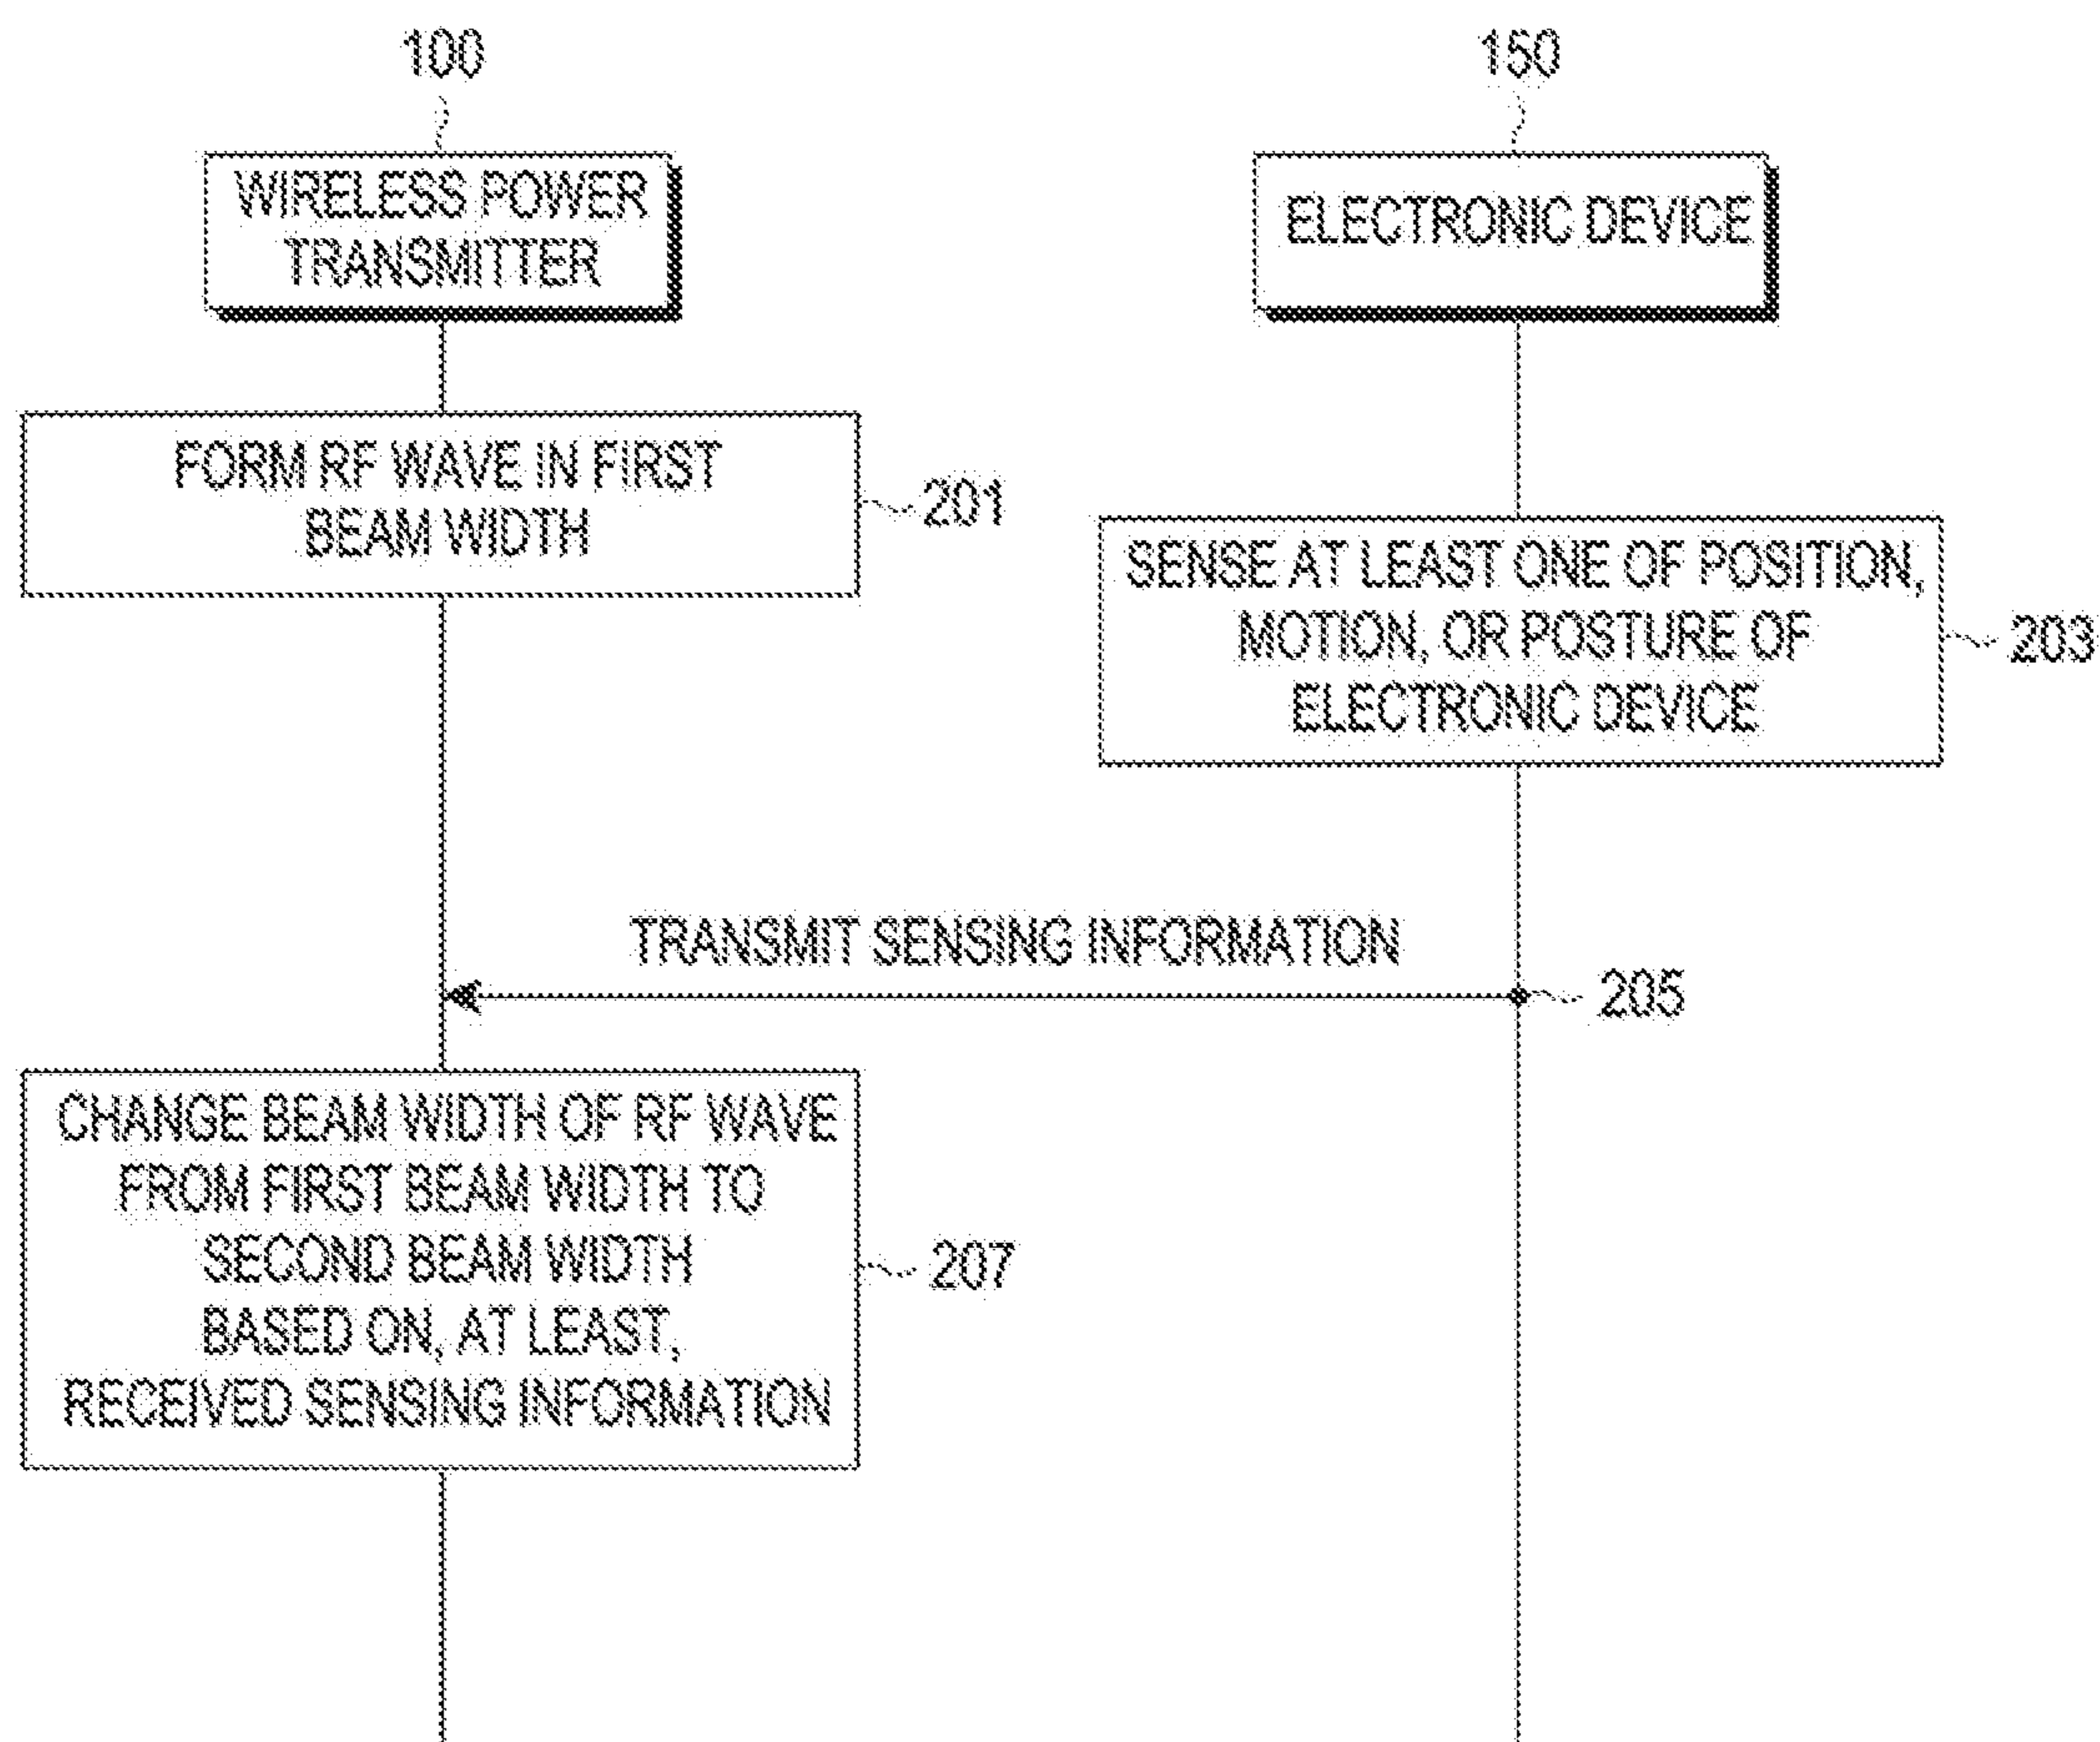 100
150
WIRELESS POWER
TRANSMITTER
ELECTRONIC DEVICE
FORM RF WAVE IN FIRST
BEAM WIDTH
201
SENSE AT LEAST ONE OF POSITION,
MOTION, OR POSTURE OF
ELECTRONIC DEVICE
203
TRANSMIT SENSING INFORMATION
205
CHANGE BEAM WIDTH OF RF WAVE
FROM FIRST BEAM WIDTH TO
SECOND BEAM WIDTH
BASED ON, AT LEAST,
RECEIVED SENSING INFORMATION
207